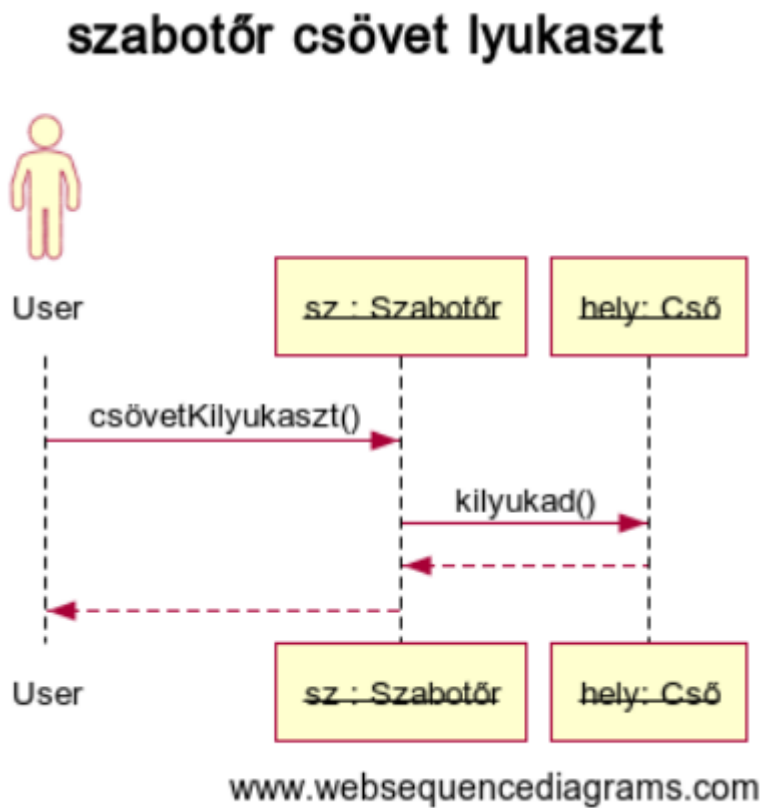 szabotőr csövet lyukaszt
User
sz : Szabotőr
hely: Cső
csövetKilyukaszt()
kilyukad()
User
sz : Szabotőr
hely: Cső
www.websequencediagrams.com